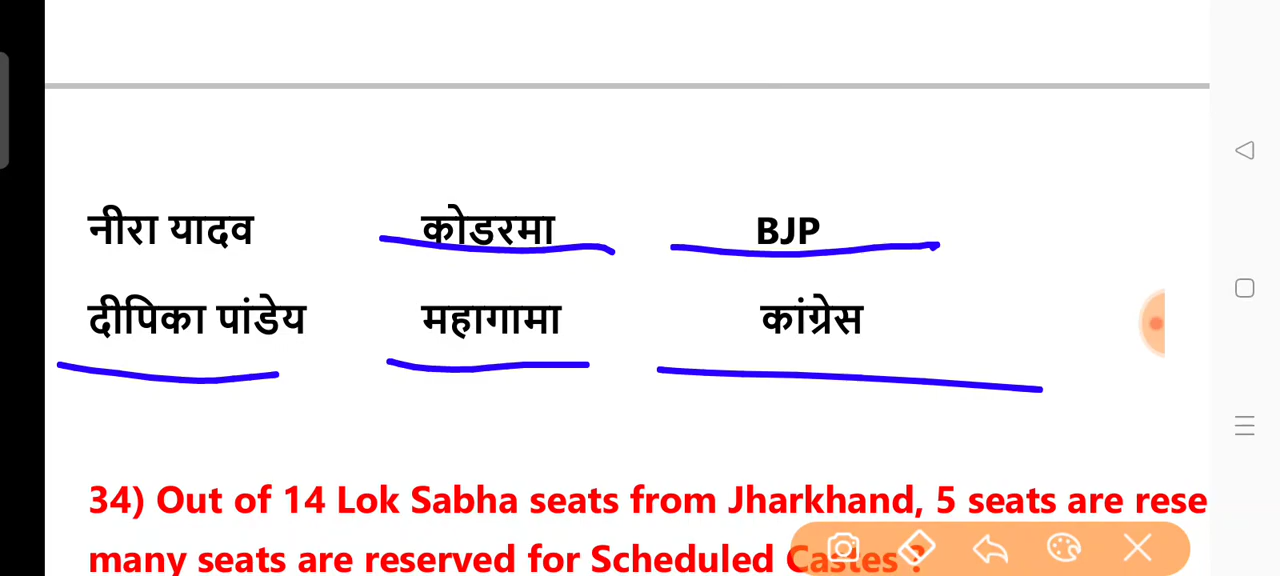 नीरा यादव कोडरमा BJP
दीपिका पांडेय महागामा कांग्रेस
34) Out of 14 Lok Sabha seats from Jharkhand, 5 seats are rese
many seats are reserved for Scheduled Castes ?